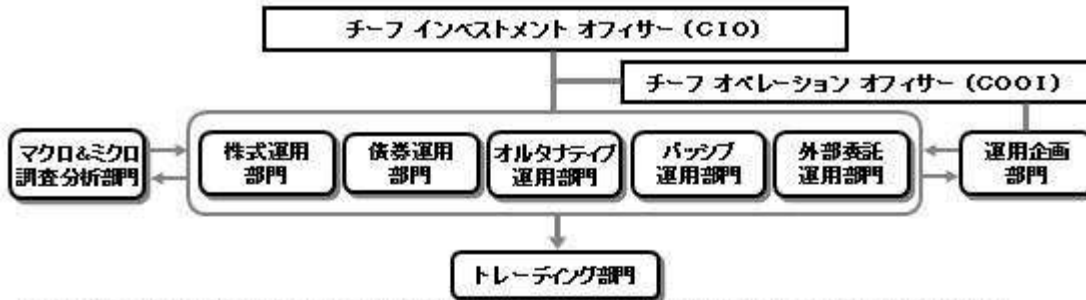 チーフ インベストメント オフィサー (CIO)
チーフ オペレーション オフィサー (COOI)
マクロ&ミクロ
調査分析部門
株式運用
部門
債券運用
部門
オルタナティブ
運用部門
パッシブ
運用部門
外部委託
運用部門
運用企画
部門
トレーディング部門